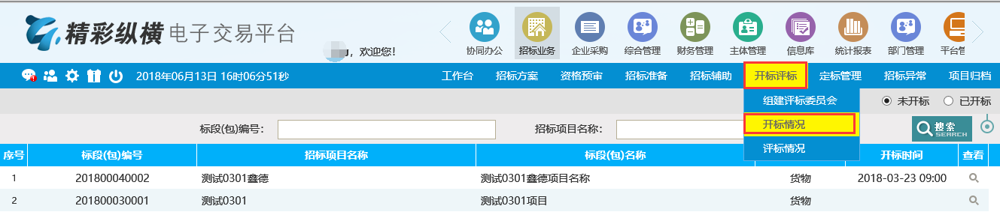 精彩纵横 电子交易平台
，欢迎您！
协同办公 招标业务 企业采购 综合管理 财务管理 主体管理 信息库 统计报表 部门管理 平台管
2018年06月13日 16时06分51秒
工作台 招标方案 资格预审 招标准备 招标辅助 开标评标 定标管理 招标异常 项目归档
组建评标委员会
开标情况
评标情况
未开标 已开标
标段(包)编号： 招标项目名称： 搜索 SEARCH
序号 标段(包)编号 招标项目名称 标段(包)名称 开标时间 查看
1 201800040002 测试0301鑫德 测试0301鑫德项目名称 货物 2018-03-23 09:00
2 201800030001 测试0301 测试0301项目 货物